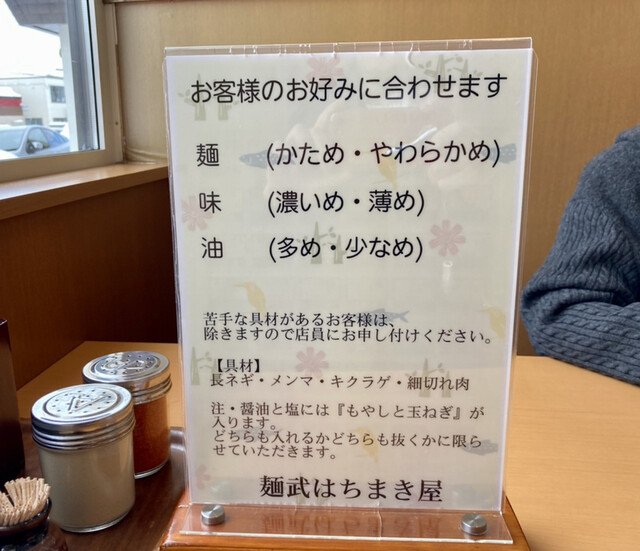 お客様のお好みに合わせます
麺 (かため・やわらかめ)
味 (濃いめ・薄め)
油 (多め・少なめ)
苦手な具材があるお客様は、
除きますので店員にお申し付けください。
【具材】
長ネギ・メンマ・キクラゲ・細切れ肉
注・醤油と塩には『もやしと玉ねぎ』が
入ります。
どちらも入れるかどちらも抜くかに限ら
せていただきます。
麺武はちまき屋